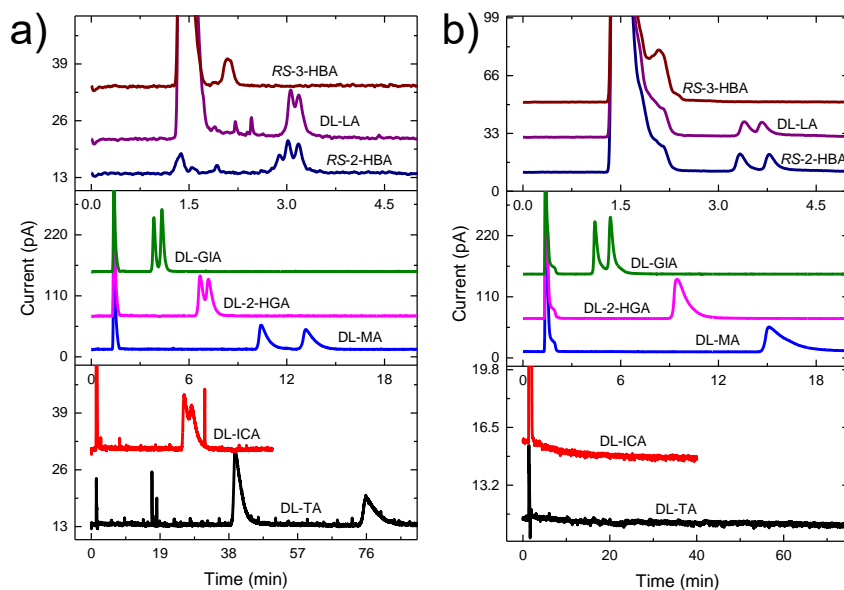 a)
39
26
13
RS-3-HBA
DL-LA
RS-2-HBA
0.0
1.5
3.0
4.5
Current (pA)
220
110
0
DL-GlA
DL-2-HGA
DL-MA
0
6
12
18
39
26
13
DL-ICA
DL-TA
0
19
38
57
76
Time (min)
b)
99
66
33
0
RS-3-HBA
DL-LA
RS-2-HBA
0.0
1.5
3.0
4.5
Current (pA)
220
110
0
DL-GlA
DL-2-HGA
DL-MA
0
6
12
18
19.8
16.5
13.2
DL-ICA
DL-TA
0
20
40
60
Time (min)